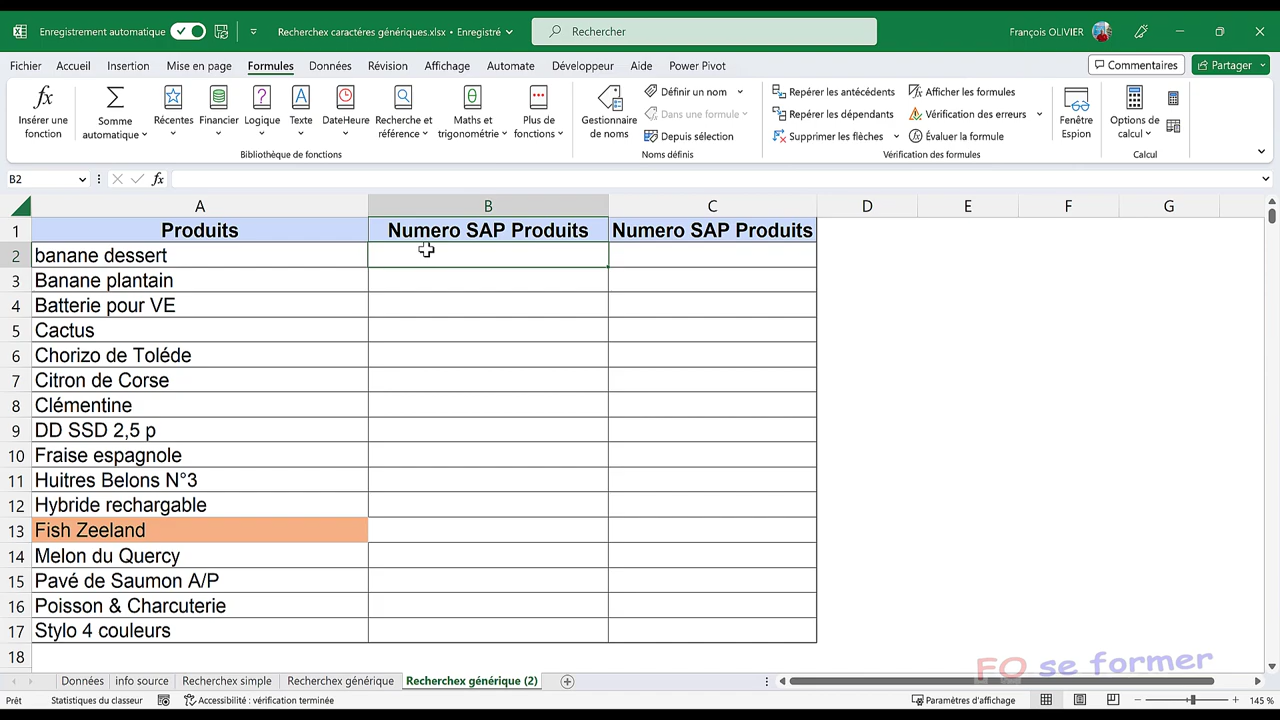 Enregistrement automatique
Recherchex caractéres génériques.xlsx • Enregistré
Rechercher
François OLIVIER
Fichier Accueil Insertion Mise en page Formules Données Révision Affichage Automate Développeur Aide Power Pivot
Commentaires
Partager
Insérer une fonction
Somme automatique
Récentes
Financier
Logique
Texte
DateHeure
Recherche et référence
Maths et trigonométrie
Plus de fonctions
Bibliothèque de fonctions
Gestionnaire de noms
Définir un nom
Dans une formule
Depuis sélection
Noms définis
Repérer les antécédents
Repérer les dépendants
Supprimer les flèches
Afficher les formules
Vérification des erreurs
Évaluer la formule
Vérification des formules
Fenêtre Espion
Options de calcul
Calcul
B2
fx
A B C D E F G
1 Produits Numero SAP Produits Numero SAP Produits
2 banane dessert
3 Banane plantain
4 Batterie pour VE
5 Cactus
6 Chorizo de Toléde
7 Citron de Corse
8 Clémentine
9 DD SSD 2,5 p
10 Fraise espagnole
11 Huitres Belons N°3
12 Hybride rechargable
13 Fish Zeeland
14 Melon du Quercy
15 Pavé de Saumon A/P
16 Poisson & Charcuterie
17 Stylo 4 couleurs
18
FO se former
Données info source Recherchex simple Recherchex générique Recherchex générique (2)
Prêt Statistiques du classeur Accessibilité : vérification terminée Paramètres d'affichage 145 %